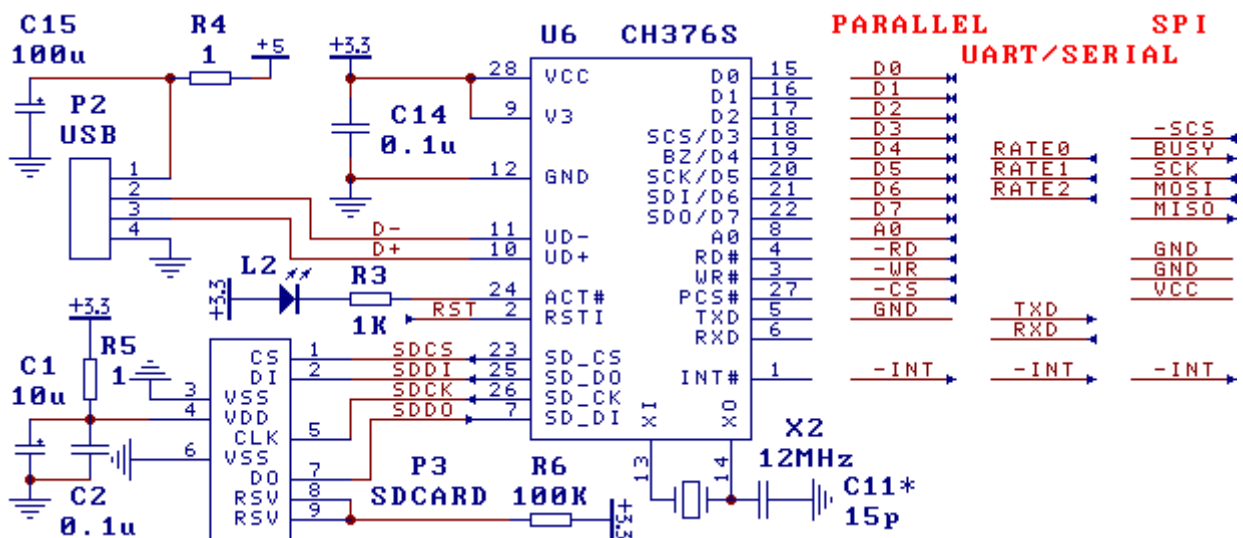 C15
100u
R4
1
+5
+3.3
U6 CH376S
PARALLEL
SPI
UART/SERIAL
P2
USB
1
2
3
4
C14
0.1u
28 VCC
9 V3
12 GND
D- 11 UD-
D+ 10 UD+
24 ACT#
RST 2 RSTI
23 SD_CS
25 SD_DO
26 SD_CK
7 SD_DI
D0 15 D0
D1 16 D1
D2 17 D2
SCS/D3 18 D3 -SCS
BZ/D4 19 D4 RATE0 BUSY
SCK/D5 20 D5 RATE1 SCK
SDI/D6 21 D6 RATE2 MOSI
SDO/D7 22 D7 MISO
A0 8 A0
RD# 4 -RD GND
WR# 3 -WR GND
PCS# 27 -CS VCC
TXD 5 GND TXD
RXD 6 RXD
INT# 1 -INT -INT -INT
XI
XO
13
14
X2
12MHz
C11*
15p
L2
+3.3
R3
1K
+3.3
R5
1
C1
10u
C2
0.1u
CS 1 SDCS
DI 2 SDDI
3 VSS
4 VDD
CLK 5 SDCK
6 VSS
DO 7 SDDO
RSV 8
RSV 9
P3
SDCARD
R6
100K
+3.3